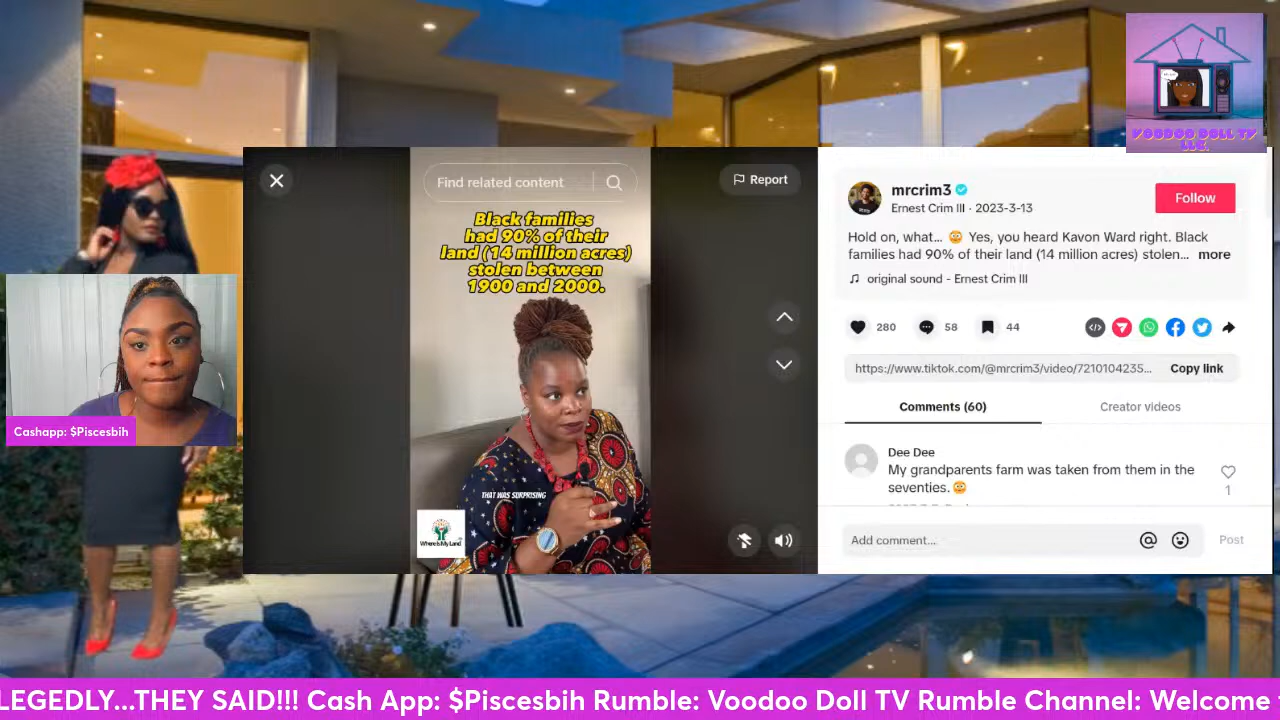 VOODOO DOLL TV
LLC.
Find related content
Report
Black families
had 90% of their
land (14 million acres)
stolen between
1900 and 2000.
THAT WAS SURPRISING
Where Is My Land
Cashapp: $Piscesbih
mrcrim3
Ernest Crim III · 2023-3-13
Follow
Hold on, what... 😳 Yes, you heard Kavon Ward right. Black
families had 90% of their land (14 million acres) stolen... more
♫ original sound - Ernest Crim III
280
58
44
https://www.tiktok.com/@mrcrim3/video/7210104235...
Copy link
Comments (60)
Creator videos
Dee Dee
My grandparents farm was taken from them in the
seventies. 😳
1
Add comment...
Post
LEGEDLY...THEY SAID!!! Cash App: $Piscesbih Rumble: Voodoo Doll TV Rumble Channel: Welcome